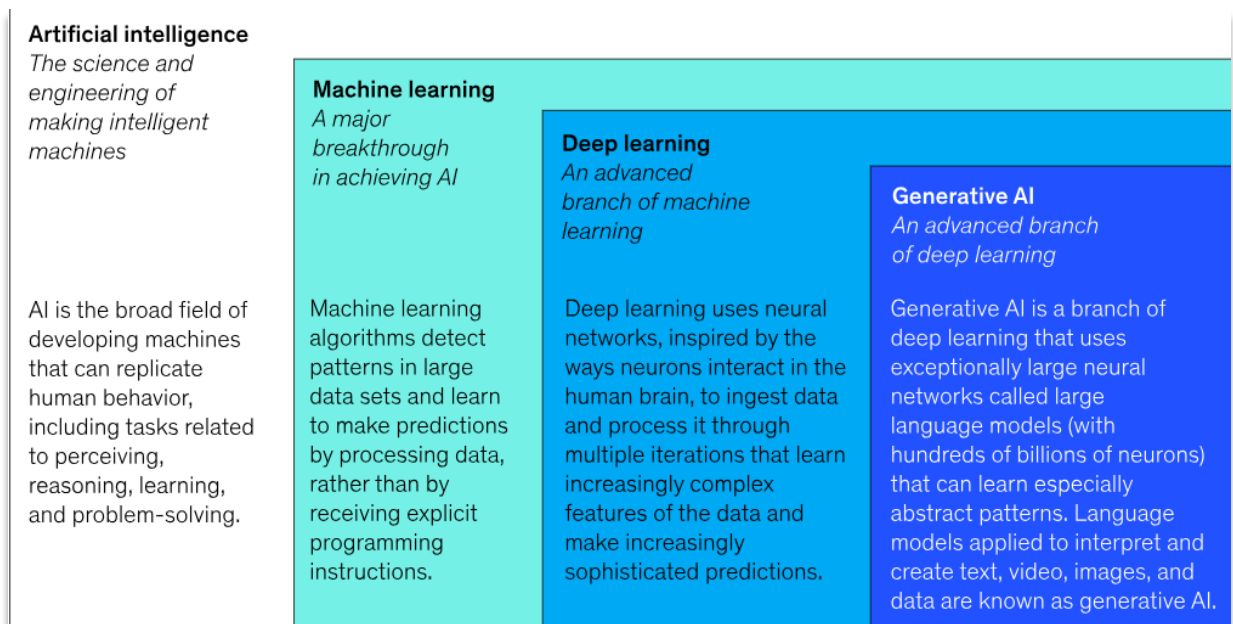 Artificial intelligence
The science and
engineering of
making intelligent
machines
AI is the broad field of
developing machines
that can replicate
human behavior,
including tasks related
to perceiving,
reasoning, learning,
and problem-solving.
Machine learning
A major
breakthrough
in achieving AI
Machine learning
algorithms detect
patterns in large
data sets and learn
to make predictions
by processing data,
rather than by
receiving explicit
programming
instructions.
Deep learning
An advanced
branch of machine
learning
Deep learning uses neural
networks, inspired by the
ways neurons interact in the
human brain, to ingest data
and process it through
multiple iterations that learn
increasingly complex
features of the data and
make increasingly
sophisticated predictions.
Generative AI
An advanced branch
of deep learning
Generative AI is a branch of
deep learning that uses
exceptionally large neural
networks called large
language models (with
hundreds of billions of neurons)
that can learn especially
abstract patterns. Language
models applied to interpret and
create text, video, images, and
data are known as generative AI.